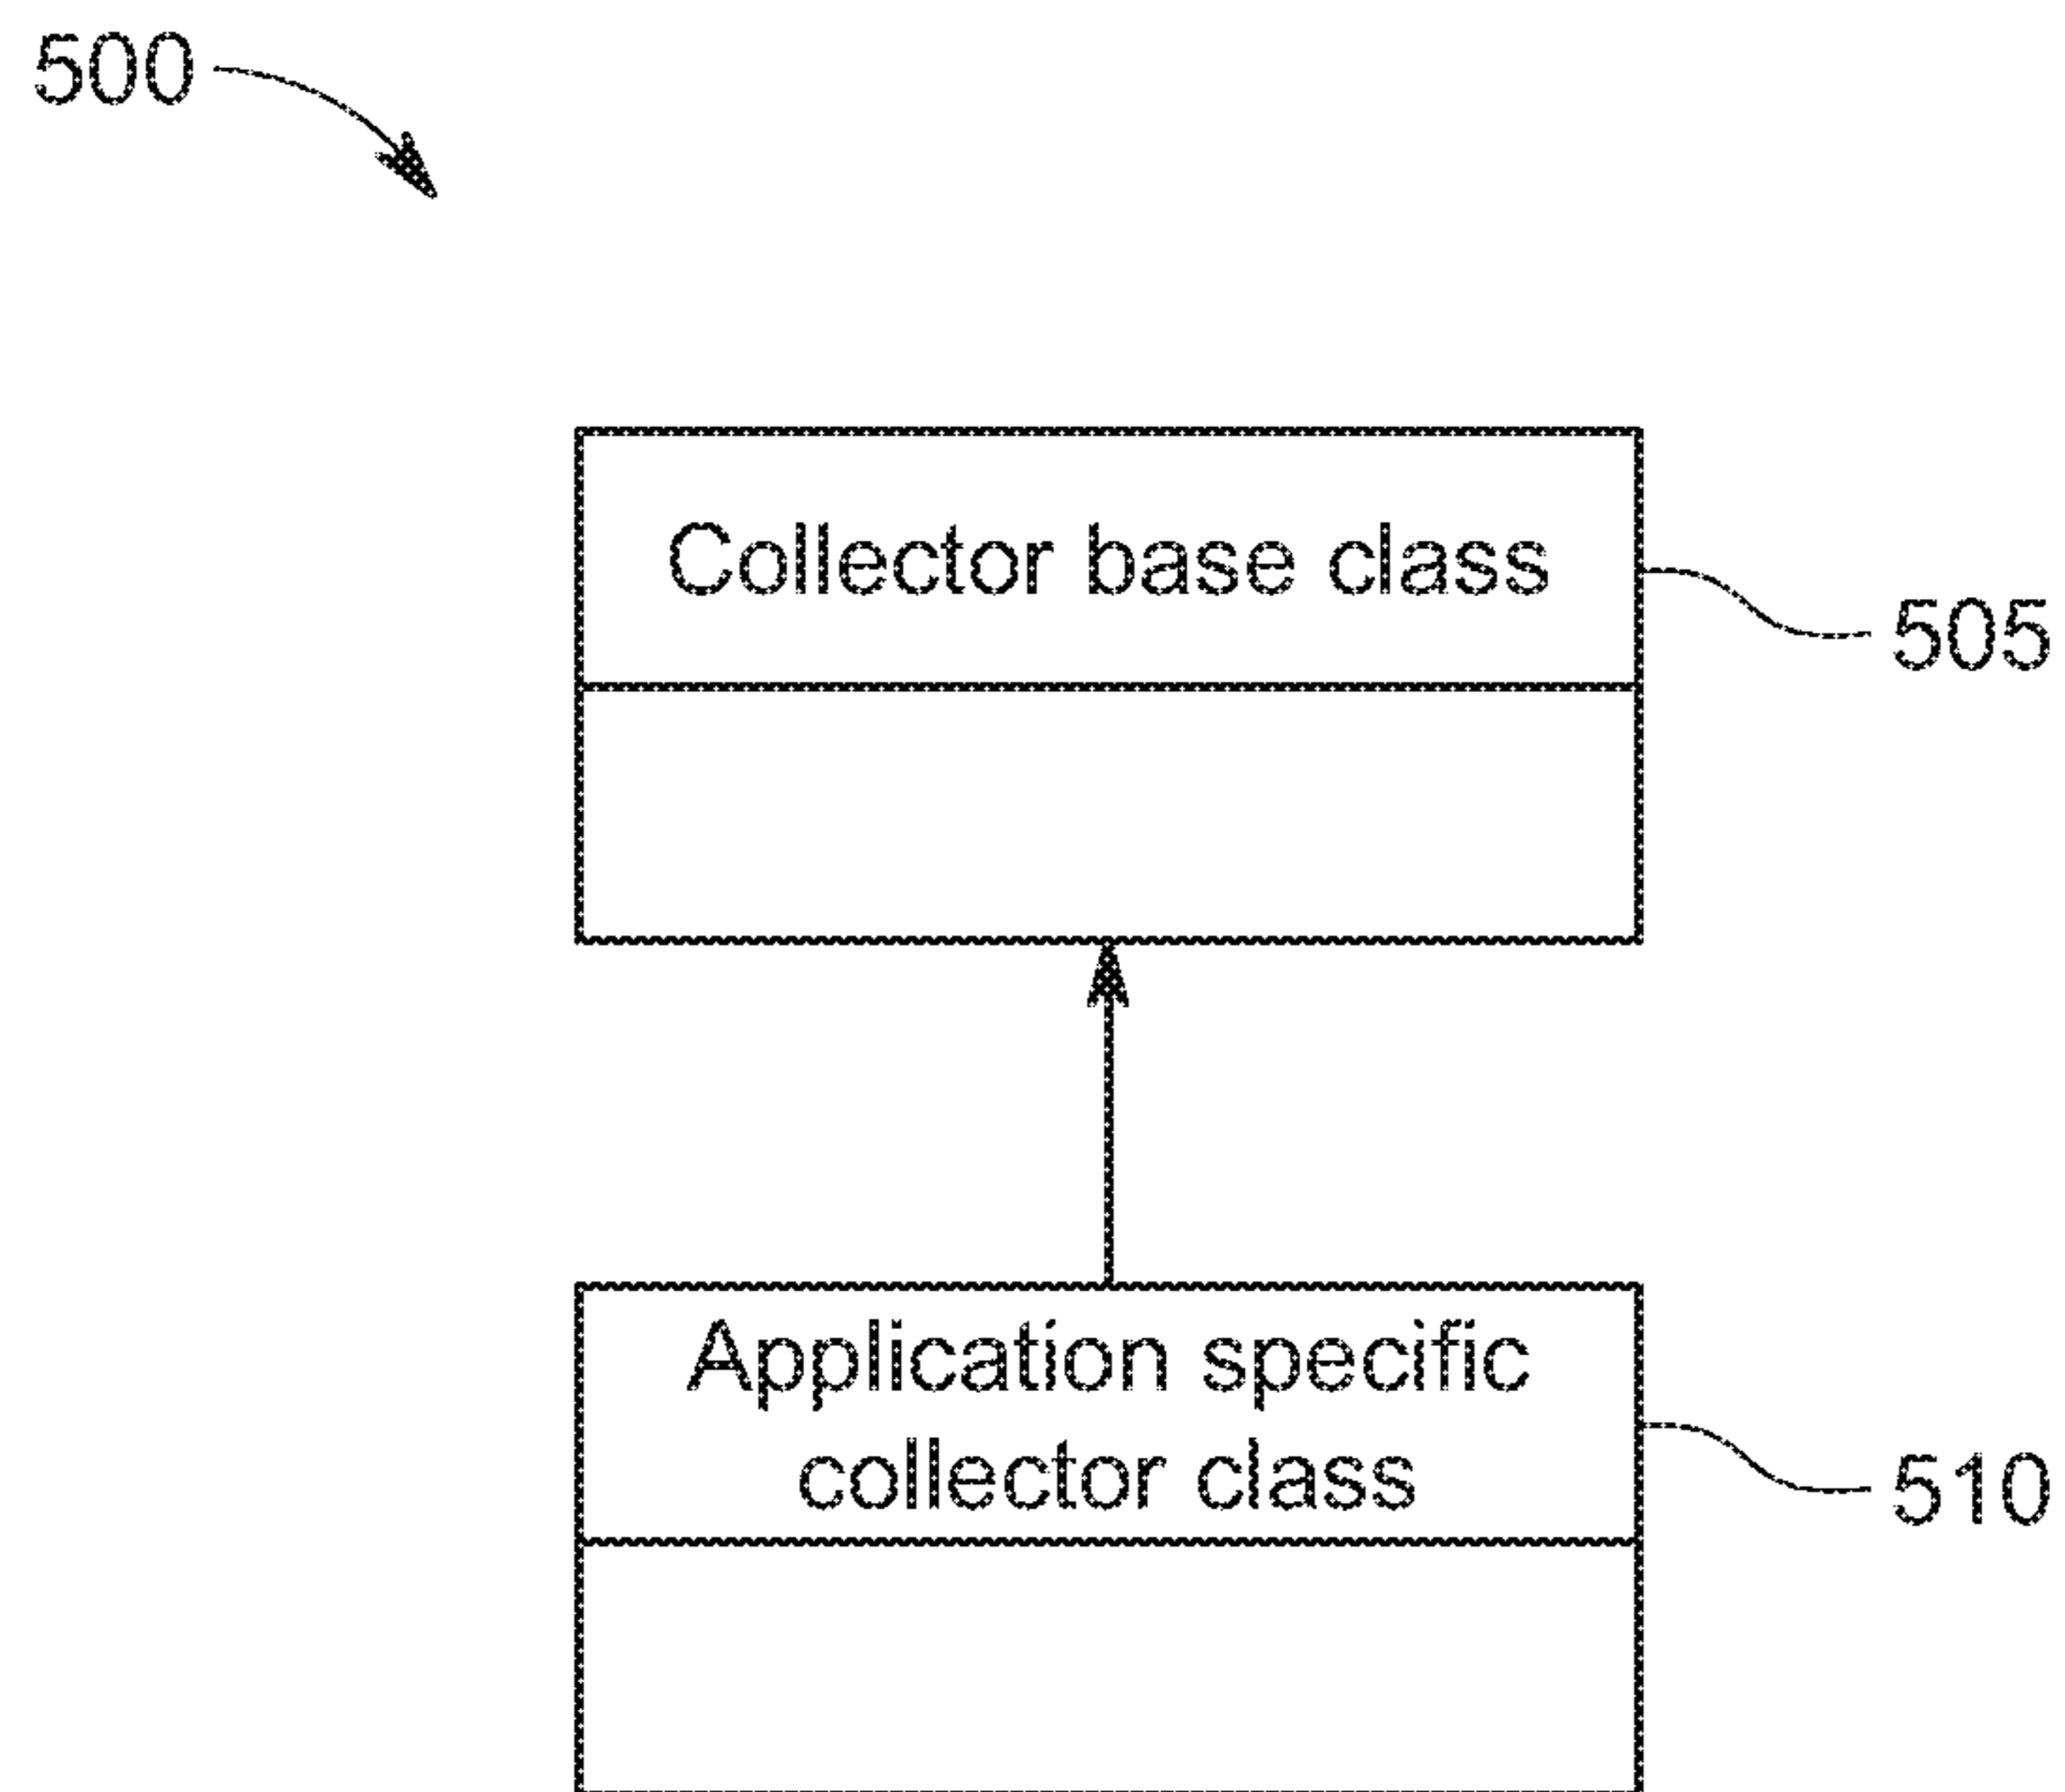 500
Collector base class
505
Application specific
collector class
510